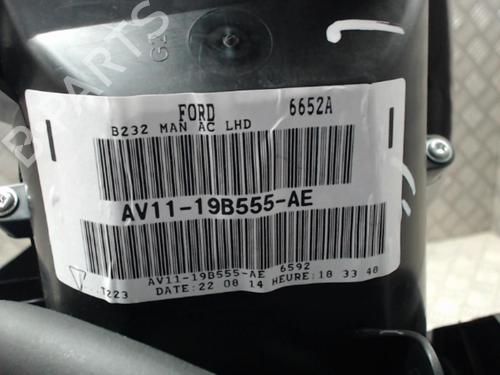 FORD 6652A
B232 MAN AC LHD
AV11-19B555-AE
AV11-19B555-AE 6592
DATE:22 08 14 HEURE:18 33 40
PARTS